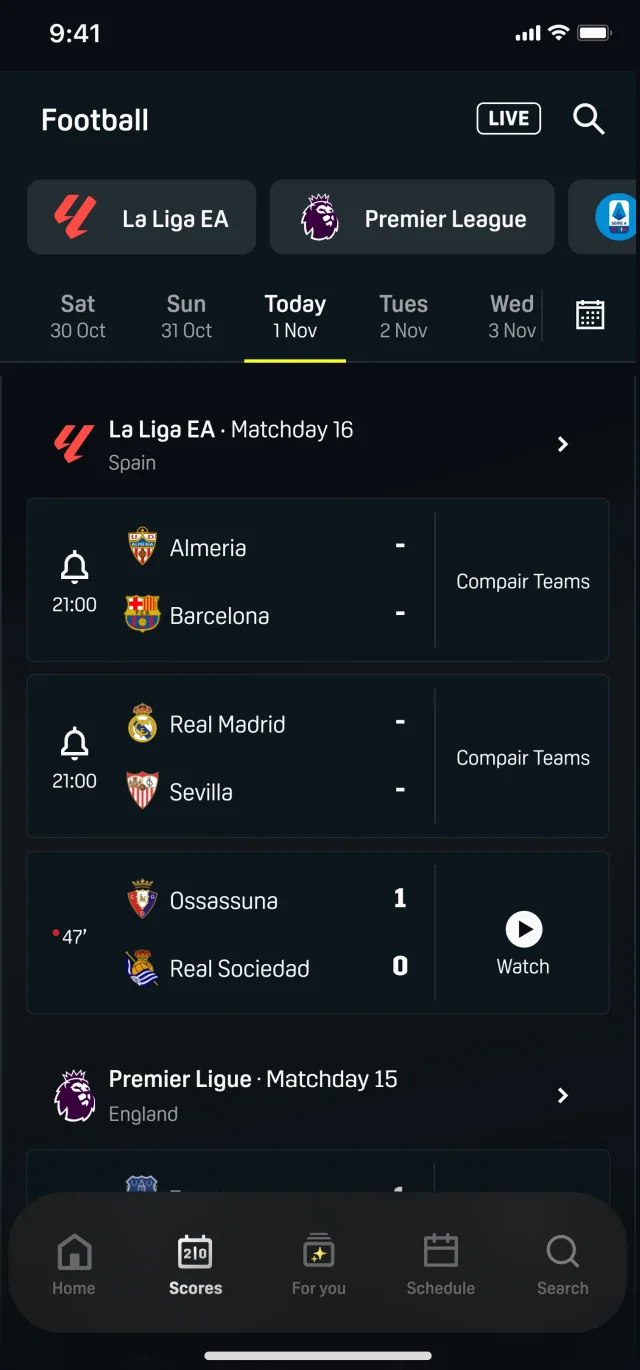 9:41
Football
LIVE
La Liga EA
Premier League
Sat
30 Oct
Sun
31 Oct
Today
1 Nov
Tues
2 Nov
Wed
3 Nov
La Liga EA · Matchday 16
Spain
21:00
Almeria -
Barcelona -
Compair Teams
21:00
Real Madrid -
Sevilla -
Compair Teams
47’
Ossassuna 1
Real Sociedad 0
Watch
Premier Ligue · Matchday 15
England
Home
Scores
For you
Schedule
Search